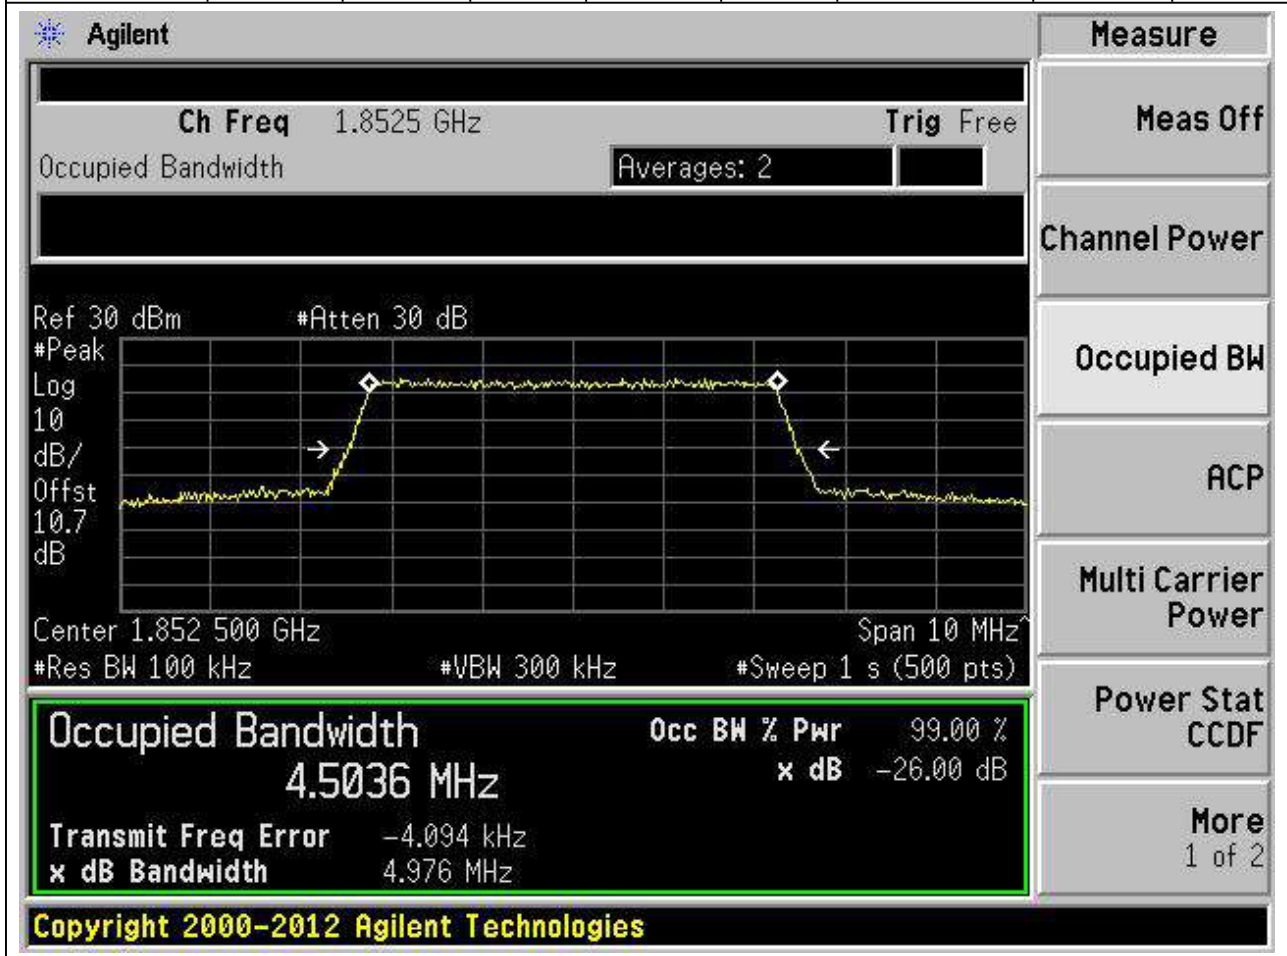 Agilent
Measure
Ch Freq 1.8525 GHz Trig Free
Occupied Bandwidth Averages: 2
Meas Off
Channel Power
Occupied BW
ACP
Multi Carrier
Power
Power Stat
CCDF
More
1 of 2
Ref 30 dBm #Atten 30 dB
#Peak
Log
10
dB/
Offst
10.7
dB
Center 1.852 500 GHz Span 10 MHz^
#Res BW 100 kHz #VBW 300 kHz #Sweep 1 s (500 pts)
Occupied Bandwidth Occ BW % Pwr 99.00 %
4.5036 MHz x dB -26.00 dB
Transmit Freq Error -4.094 kHz
x dB Bandwidth 4.976 MHz
Copyright 2000-2012 Agilent Technologies